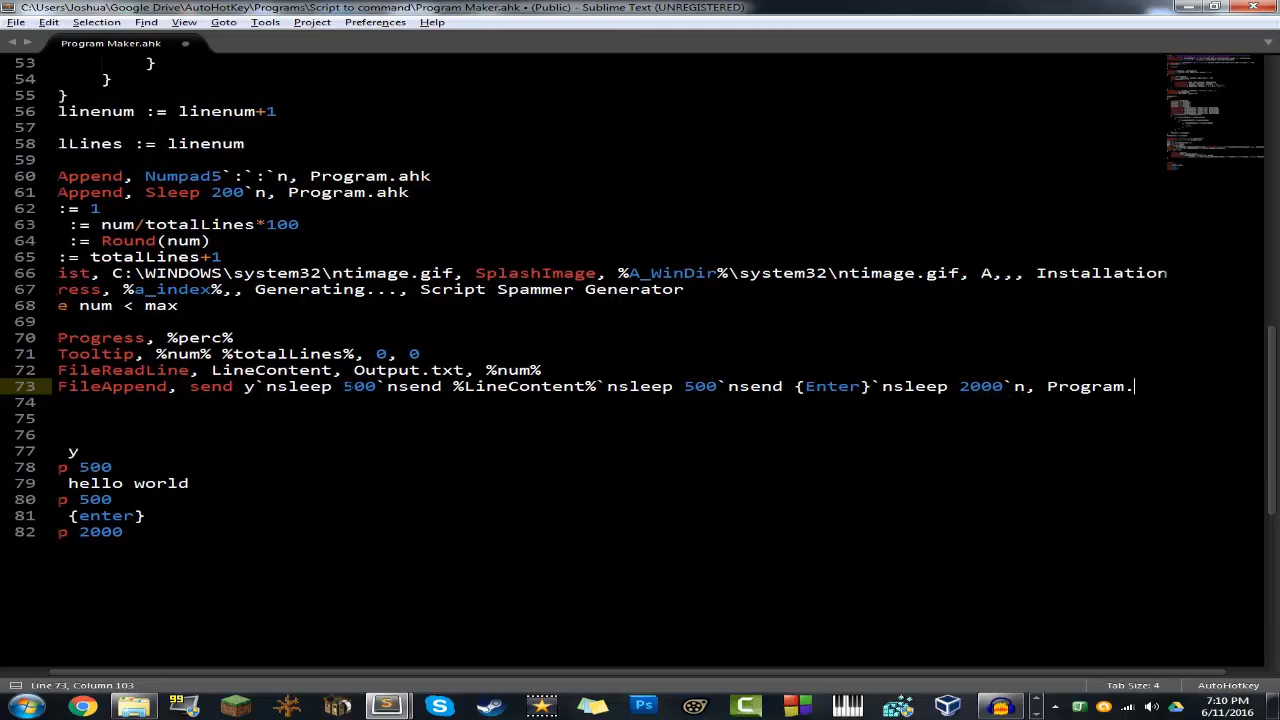 C:\Users\Joshua\Google Drive\AutoHotKey\Programs\Script to command\Program Maker.ahk • (Public) - Sublime Text (UNREGISTERED)
File Edit Selection Find View Goto Tools Project Preferences Help
Program Maker.ahk
53 }
54 }
55 }
56 linenum := linenum+1
57
58 lLines := linenum
59
60 Append, Numpad5`:`:`n, Program.ahk
61 Append, Sleep 200`n, Program.ahk
62 := 1
63 := num/totalLines*100
64 := Round(num)
65 := totalLines+1
66 ist, C:\WINDOWS\system32\ntimage.gif, SplashImage, %A_WinDir%\system32\ntimage.gif, A,,, Installation
67 ress, %a_index%,, Generating..., Script Spammer Generator
68 e num < max
69
70 Progress, %perc%
71 Tooltip, %num% %totalLines%, 0, 0
72 FileReadLine, LineContent, Output.txt, %num%
73 FileAppend, send y`nsleep 500`nsend %LineContent%`nsleep 500`nsend {Enter}`nsleep 2000`n, Program.
74
75
76
77 y
78 p 500
79 hello world
80 p 500
81 {enter}
82 p 2000
Line 73, Column 103 Tab Size: 4 AutoHotkey
99 S Ps C 7:10 PM
6/11/2016